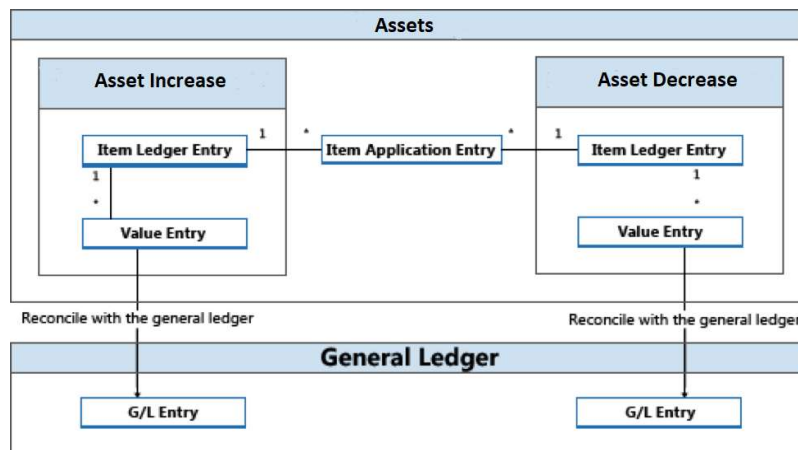 Assets
Asset Increase
Asset Decrease
1
*
*
1
Item Ledger Entry
Item Application Entry
Item Ledger Entry
1
1
*
*
Value Entry
Value Entry
Reconcile with the general ledger
Reconcile with the general ledger
General Ledger
G/L Entry
G/L Entry